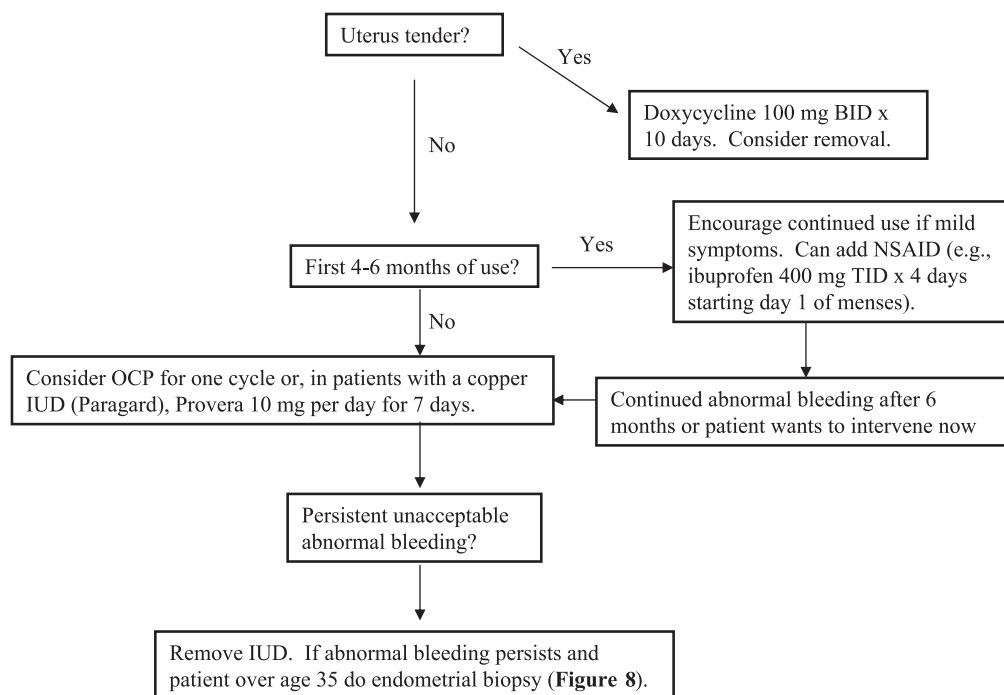 Uterus tender?
Yes
Doxycycline 100 mg BID x
10 days.  Consider removal.
No
Encourage continued use if mild
symptoms.  Can add NSAID (e.g.,
ibuprofen 400 mg TID x 4 days
starting day 1 of menses).
First 4-6 months of use?
Yes
No
Consider OCP for one cycle or, in patients with a copper
IUD (Paragard), Provera 10 mg per day for 7 days.
Continued abnormal bleeding after 6
months or patient wants to intervene now
Persistent unacceptable
abnormal bleeding?
Remove IUD.  If abnormal bleeding persists and
patient over age 35 do endometrial biopsy (Figure 8).